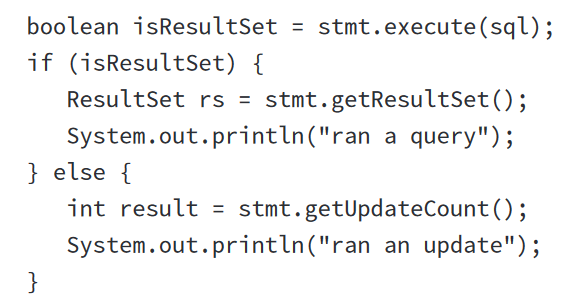 boolean isResultSet = stmt.execute(sql);
if (isResultSet) {
   ResultSet rs = stmt.getResultSet();
   System.out.println("ran a query");
} else {
   int result = stmt.getUpdateCount();
   System.out.println("ran an update");
}